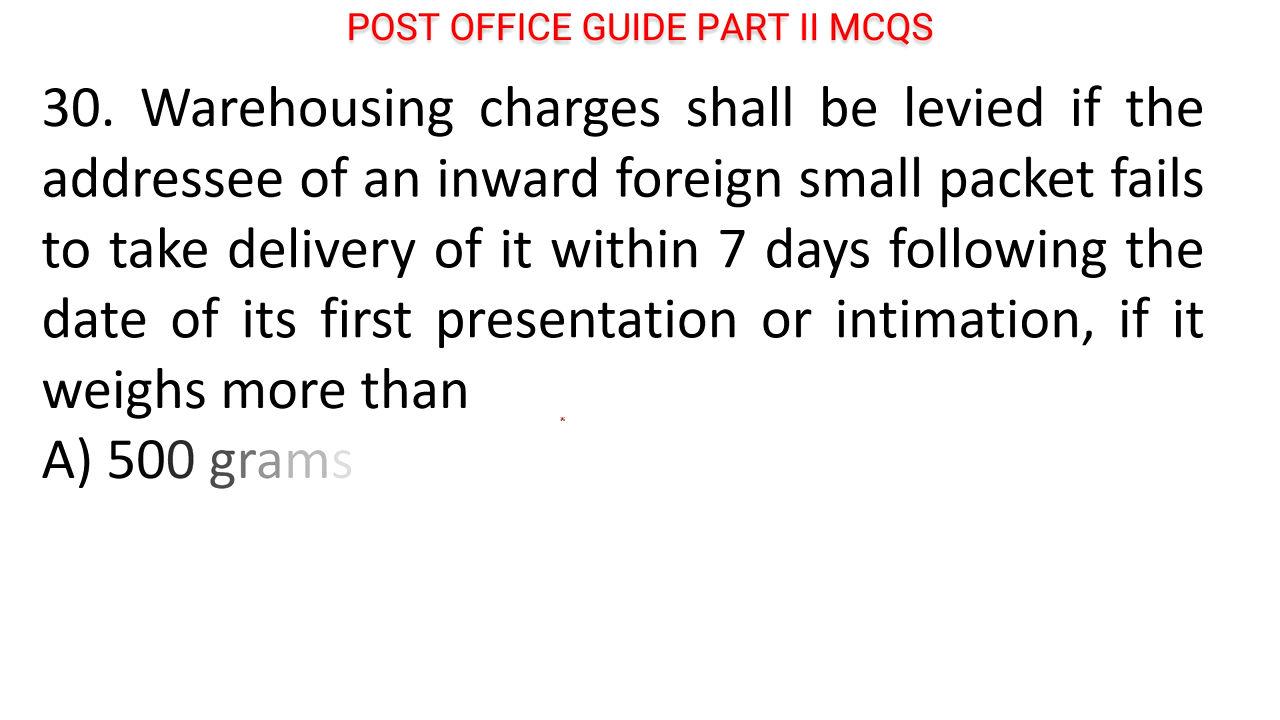 POST OFFICE GUIDE PART II MCQS
30. Warehousing charges shall be levied if the
addressee of an inward foreign small packet fails
to take delivery of it within 7 days following the
date of its first presentation or intimation, if it
weighs more than
A) 500 grams